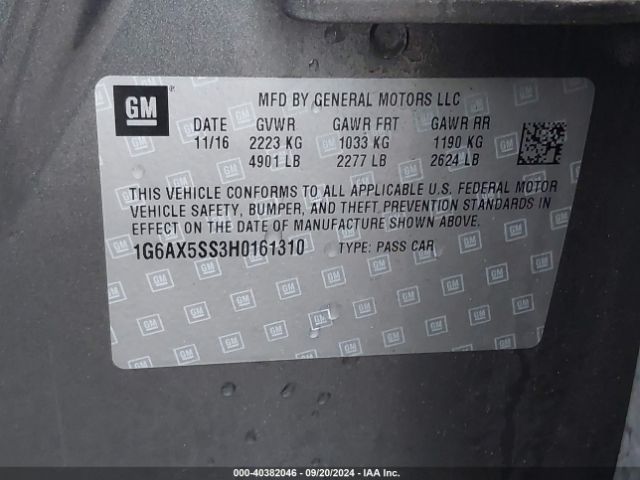 GM ®
MFD BY GENERAL MOTORS LLC
DATE GVWR GAWR FRT GAWR RR
11/16 2223 KG 1033 KG 1190 KG
4901 LB 2277 LB 2624 LB
THIS VEHICLE CONFORMS TO ALL APPLICABLE U.S. FEDERAL MOTOR
VEHICLE SAFETY, BUMPER, AND THEFT PREVENTION STANDARDS IN
EFFECT ON THE DATE OF MANUFACTURE SHOWN ABOVE.
1G6AX5SS3H0161310 TYPE: PASS CAR
000-40382046 - 09/20/2024 - IAA Inc.